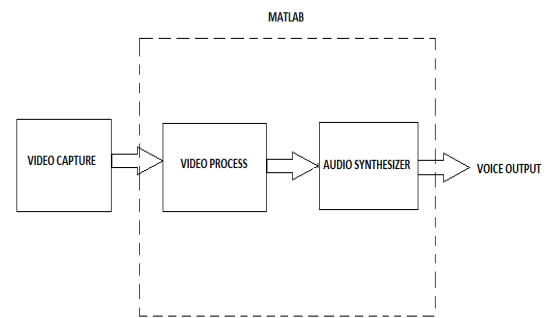 MATLAB
VIDEO CAPTURE
VIDEO PROCESS
AUDIO SYNTHESIZER
VOICE OUTPUT